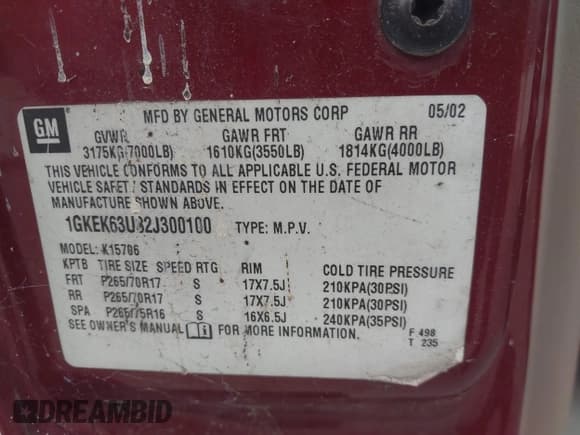 GM
MFD BY GENERAL MOTORS CORP 05/02
GVWR GAWR FRT GAWR RR
3175KG(7000LB) 1610KG(3550LB) 1814KG(4000LB)
THIS VEHICLE CONFORMS TO ALL APPLICABLE U.S. FEDERAL MOTOR
VEHICLE SAFETY STANDARDS IN EFFECT ON THE DATE OF
MANUFACTURE SHOWN ABOVE.
1GKEK63U82J300100 TYPE: M.P.V.
MODEL: K15706
KPTB TIRE SIZE SPEED RTG RIM COLD TIRE PRESSURE
FRT P265/70R17 S 17X7.5J 210KPA(30PSI)
RR P265/70R17 S 17X7.5J 210KPA(30PSI)
SPA P265/75R16 S 16X6.5J 240KPA(35PSI)
SEE OWNER'S MANUAL FOR MORE INFORMATION. F 498
T 235
DREAMBID